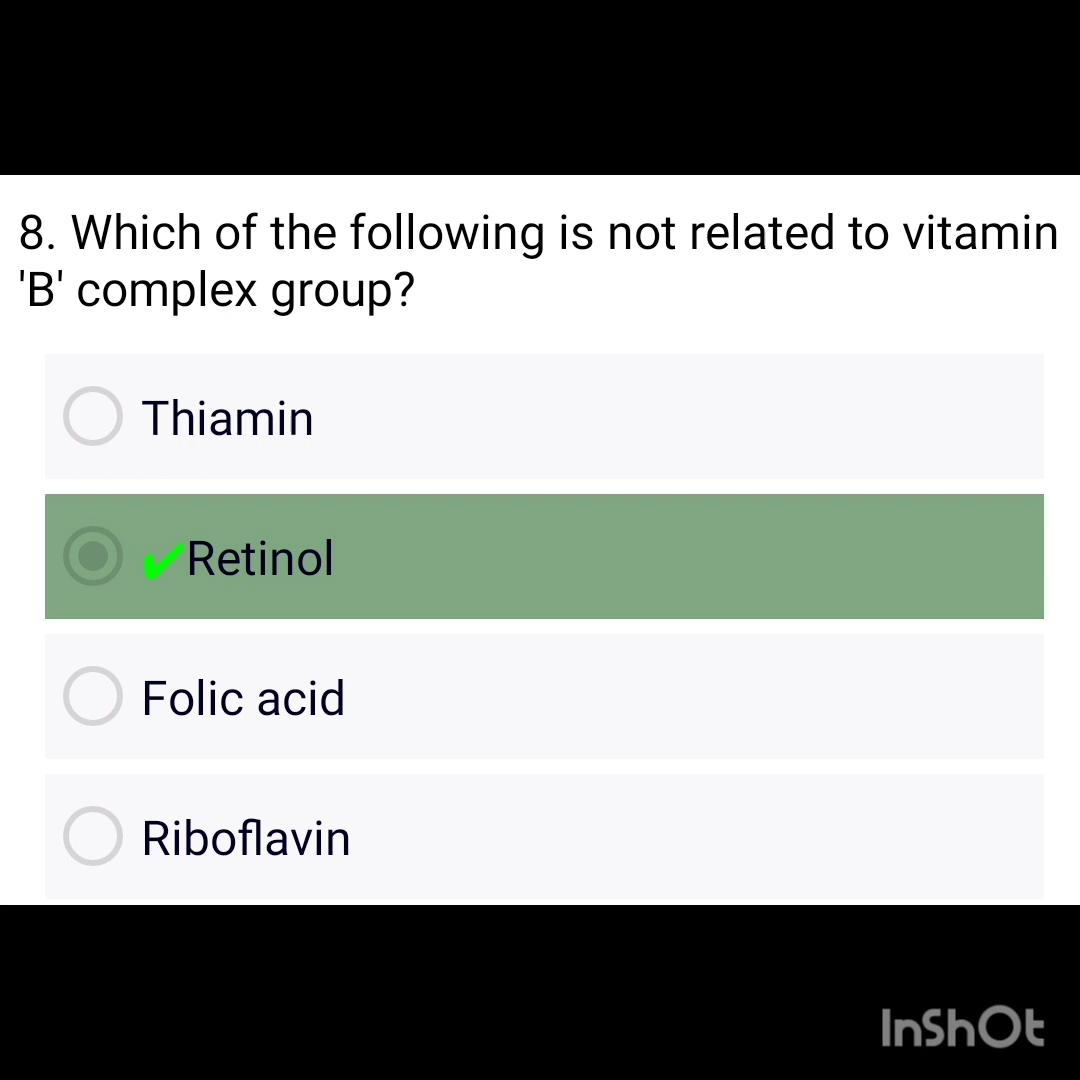 8. Which of the following is not related to vitamin
'B' complex group?
Thiamin
✔Retinol
Folic acid
Riboflavin
InShOt